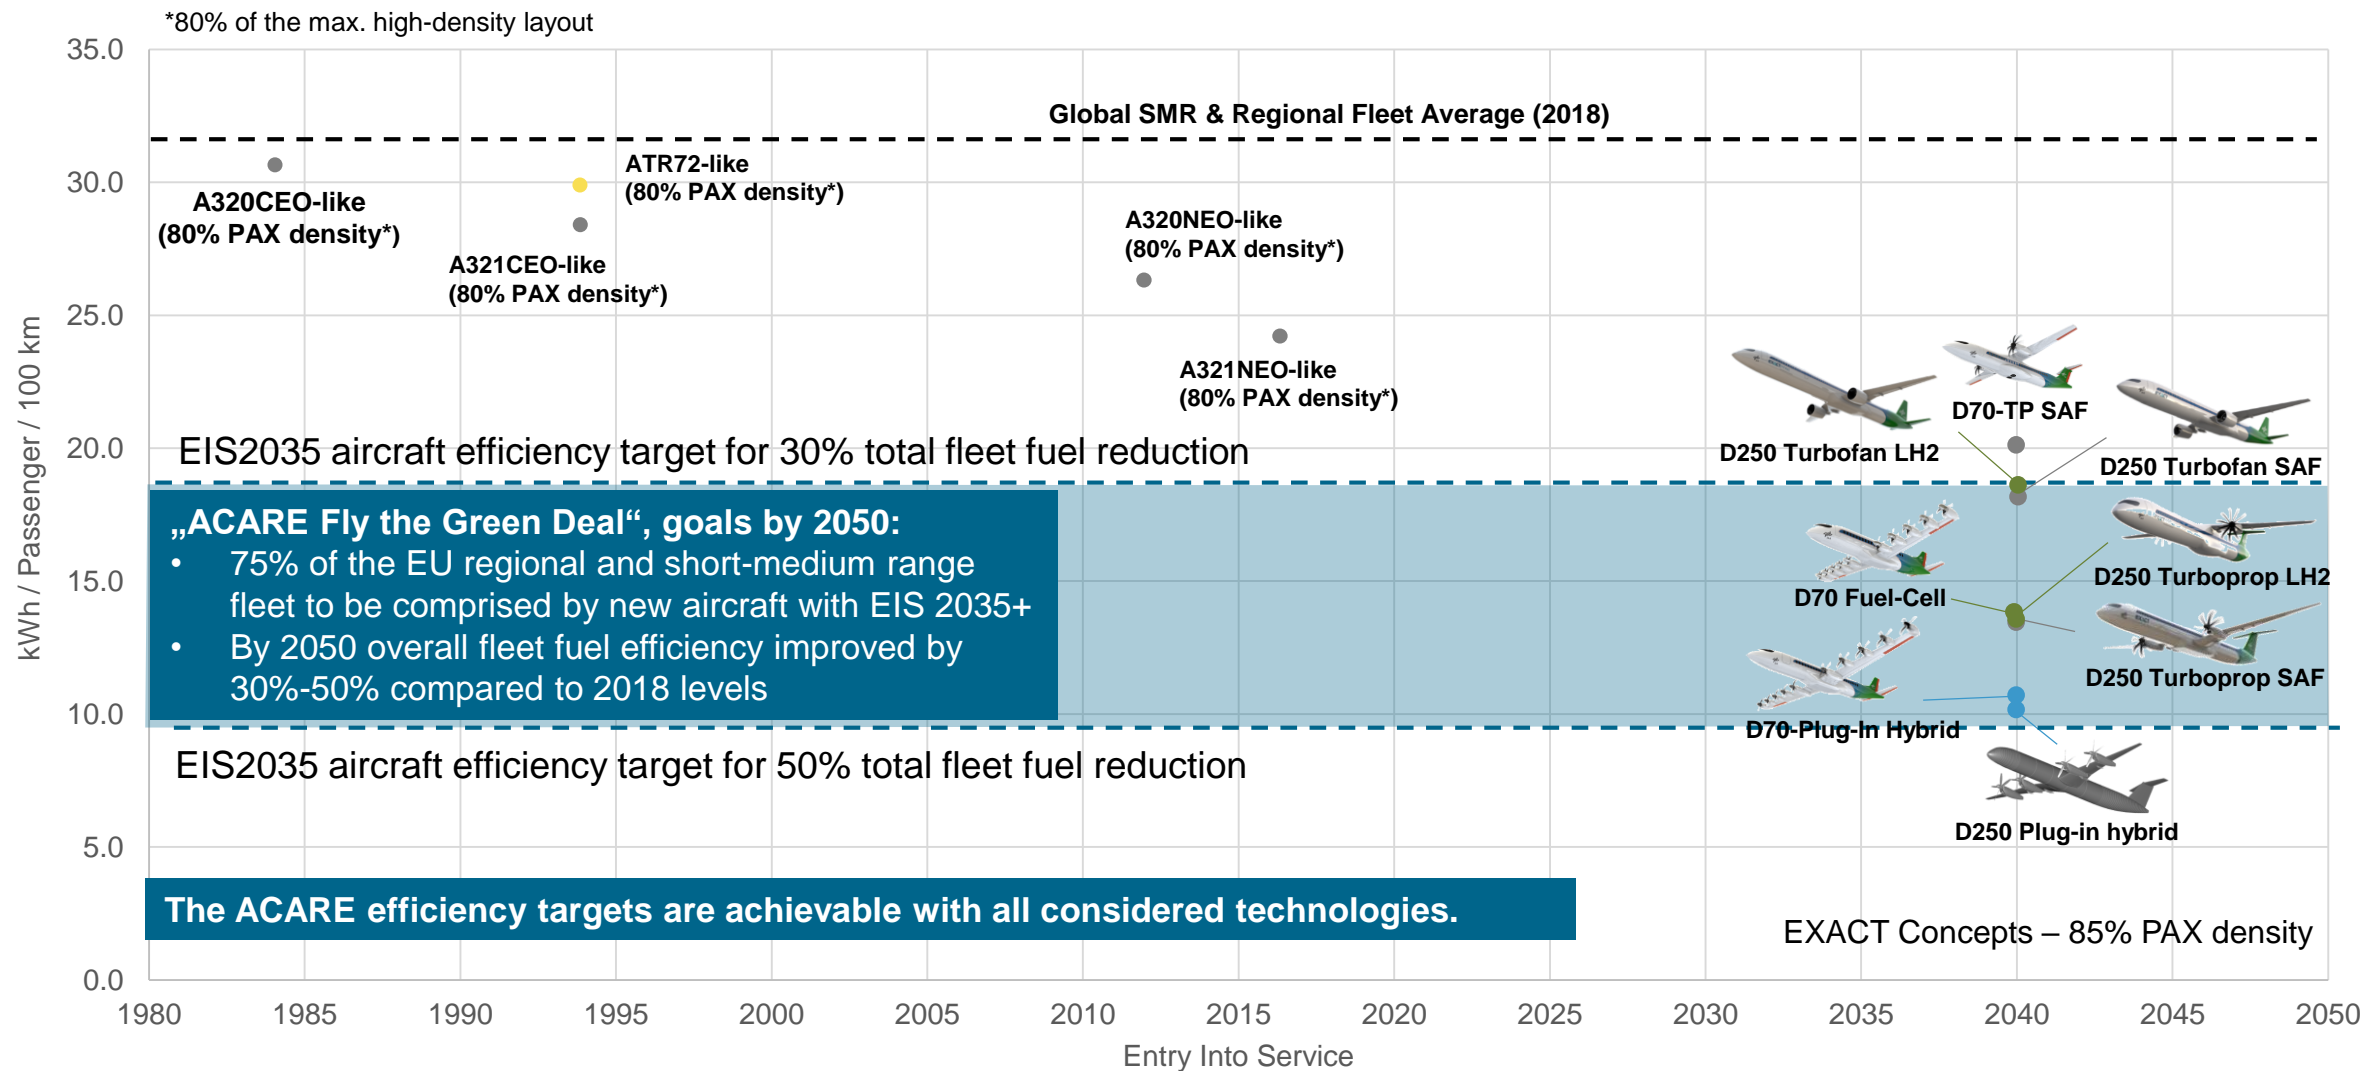 *80% of the max. high-density layout
35.0
30.0
25.0
20.0
15.0
10.0
5.0
0.0
kWh / Passenger / 100 km
Global SMR & Regional Fleet Average (2018)
A320CEO-like
(80% PAX density*)
ATR72-like
(80% PAX density*)
A321CEO-like
(80% PAX density*)
A320NEO-like
(80% PAX density*)
A321NEO-like
(80% PAX density*)
EIS2035 aircraft efficiency target for 30% total fleet fuel reduction
„ACARE Fly the Green Deal“, goals by 2050:
• 75% of the EU regional and short-medium range
fleet to be comprised by new aircraft with EIS 2035+
• By 2050 overall fleet fuel efficiency improved by
30%-50% compared to 2018 levels
EIS2035 aircraft efficiency target for 50% total fleet fuel reduction
D70-TP SAF
D250 Turbofan LH2
D250 Turbofan SAF
D250 Turboprop LH2
D70 Fuel-Cell
D250 Turboprop SAF
D70-Plug-In Hybrid
D250 Plug-in hybrid
The ACARE efficiency targets are achievable with all considered technologies.
EXACT Concepts – 85% PAX density
1980 1985 1990 1995 2000 2005 2010 2015 2020 2025 2030 2035 2040 2045 2050
Entry Into Service